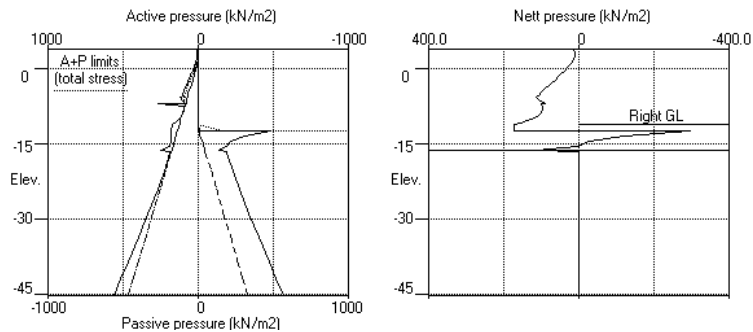 Active pressure (kN/m2)
1000 0 -1000
A+P limits
(total stress)
0
-15
Elev.
-30
-45
-1000 0 1000
Passive pressure (kN/m2)
Nett pressure (kN/m2)
400.0 0 -400.0
0
Right GL
-15
Elev.
-30
-45